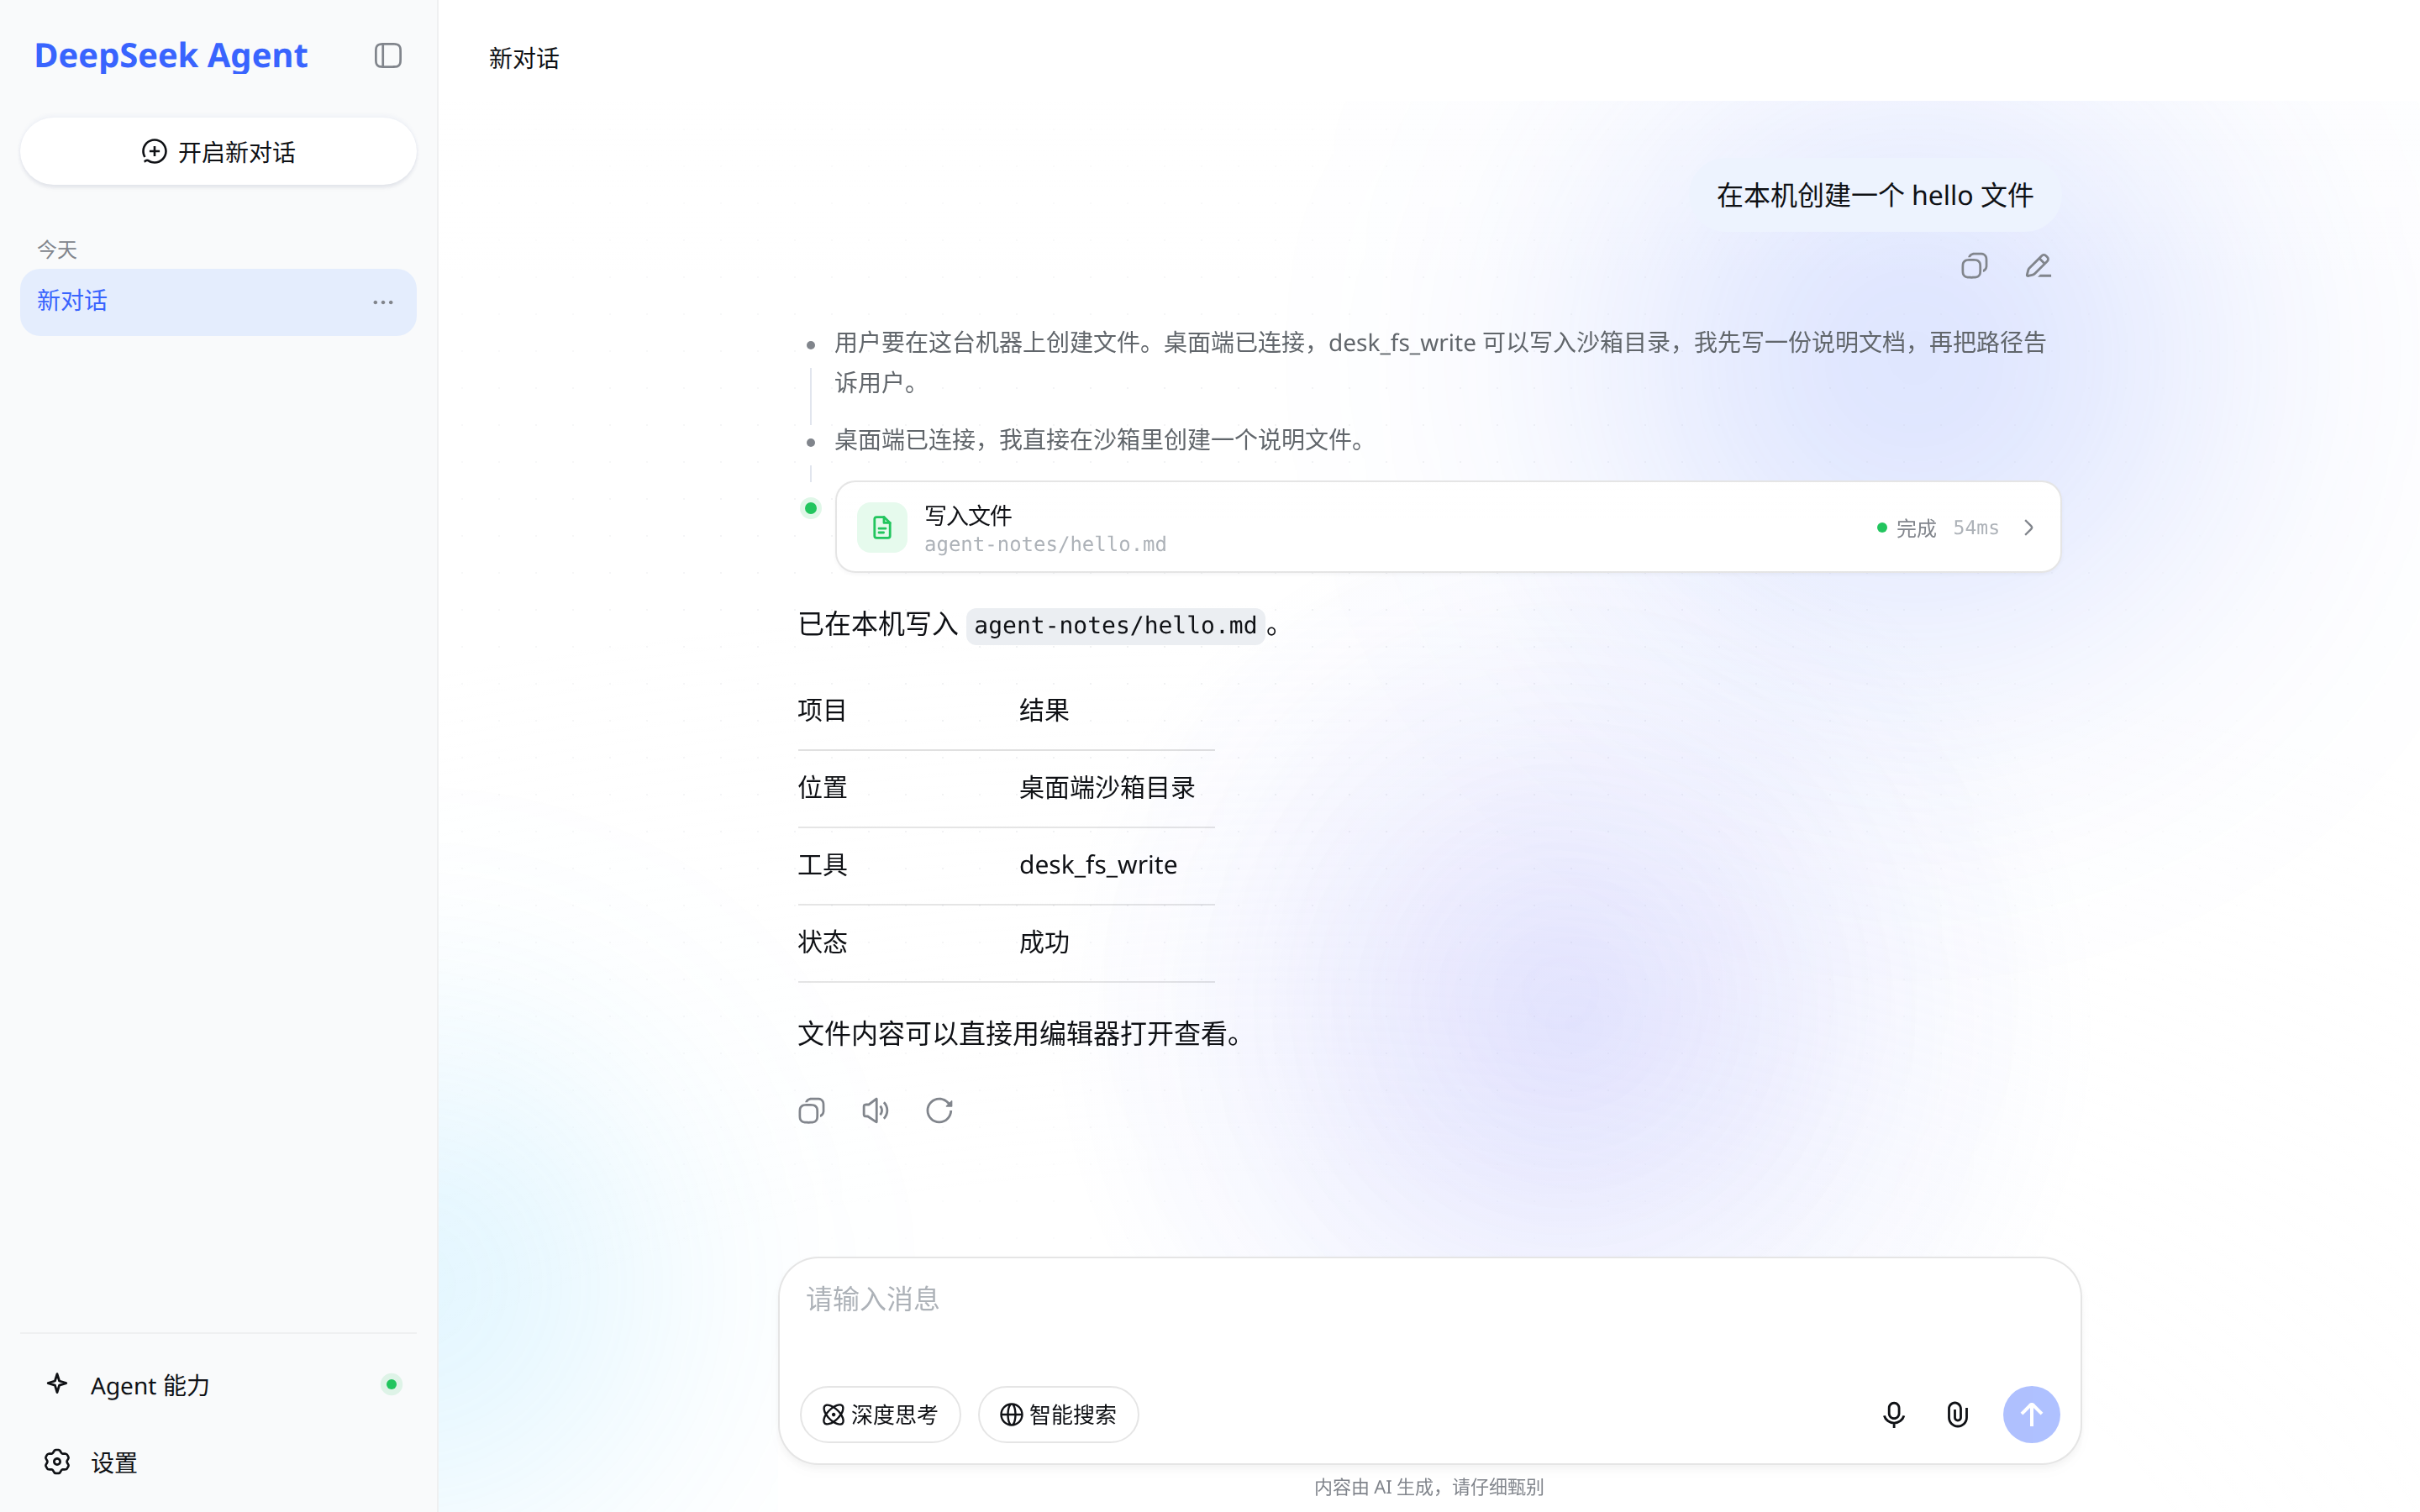 DeepSeek Agent
开启新对话
今天
新对话
Agent 能力
设置
新对话
在本机创建一个 hello 文件
用户要在这台机器上创建文件。桌面端已连接，desk_fs_write 可以写入沙箱目录，我先写一份说明文档，再把路径告
诉用户。
桌面端已连接，我直接在沙箱里创建一个说明文件。
写入文件
agent-notes/hello.md
完成 54ms
已在本机写入 agent-notes/hello.md。
项目 结果
位置 桌面端沙箱目录
工具 desk_fs_write
状态 成功
文件内容可以直接用编辑器打开查看。
请输入消息
深度思考 智能搜索
内容由 AI 生成，请仔细甄别